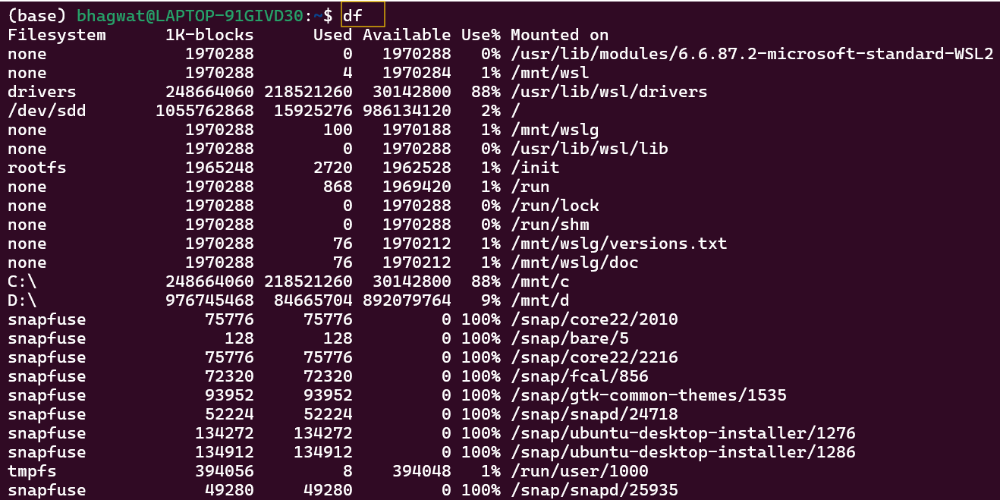 (base) bhagwat@LAPTOP-91GIVD30:~$ df
Filesystem      1K-blocks      Used Available Use% Mounted on
none              1970288         0   1970288   0% /usr/lib/modules/6.6.87.2-microsoft-standard-WSL2
none              1970288         4   1970284   1% /mnt/wsl
drivers         248664060 218521260  30142800  88% /usr/lib/wsl/drivers
/dev/sdd       1055762868  15925276 986134120   2% /
none              1970288       100   1970188   1% /mnt/wslg
none              1970288         0   1970288   0% /usr/lib/wsl/lib
rootfs            1965248      2720   1962528   1% /init
none              1970288       868   1969420   1% /run
none              1970288         0   1970288   0% /run/lock
none              1970288         0   1970288   0% /run/shm
none              1970288        76   1970212   1% /mnt/wslg/versions.txt
none              1970288        76   1970212   1% /mnt/wslg/doc
C:\             248664060 218521260  30142800  88% /mnt/c
D:\             976745468  84665704 892079764   9% /mnt/d
snapfuse            75776     75776         0 100% /snap/core22/2010
snapfuse              128       128         0 100% /snap/bare/5
snapfuse            75776     75776         0 100% /snap/core22/2216
snapfuse            72320     72320         0 100% /snap/fcal/856
snapfuse            93952     93952         0 100% /snap/gtk-common-themes/1535
snapfuse            52224     52224         0 100% /snap/snapd/24718
snapfuse           134272    134272         0 100% /snap/ubuntu-desktop-installer/1276
snapfuse           134912    134912         0 100% /snap/ubuntu-desktop-installer/1286
tmpfs              394056         8    394048   1% /run/user/1000
snapfuse            49280     49280         0 100% /snap/snapd/25935